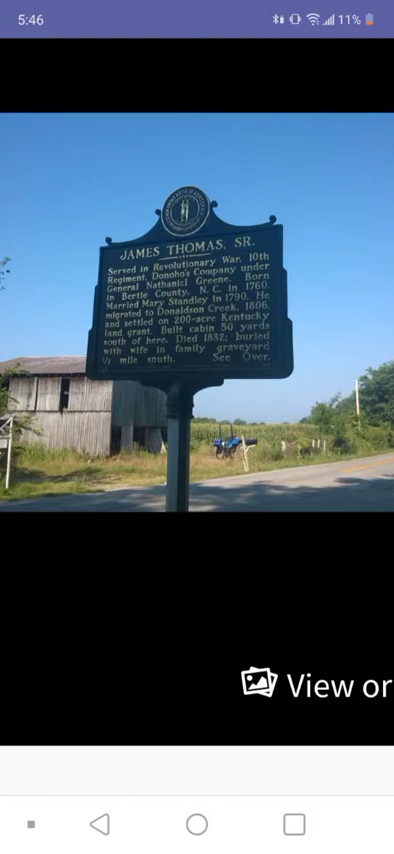 5:46
11%
JAMES THOMAS, SR.
Served in Revolutionary War, 10th
Regiment, Donoho's Company under
General Nathaniel Greene. Born
in Bertie County, N. C. in 1760.
Married Mary Standley in 1790. He
migrated to Donaldson Creek, 1806,
and settled on 200-acre Kentucky
land grant. Built cabin 50 yards
south of here. Died 1832; buried
with wife in family graveyard
½ mile south. See Over.
View or